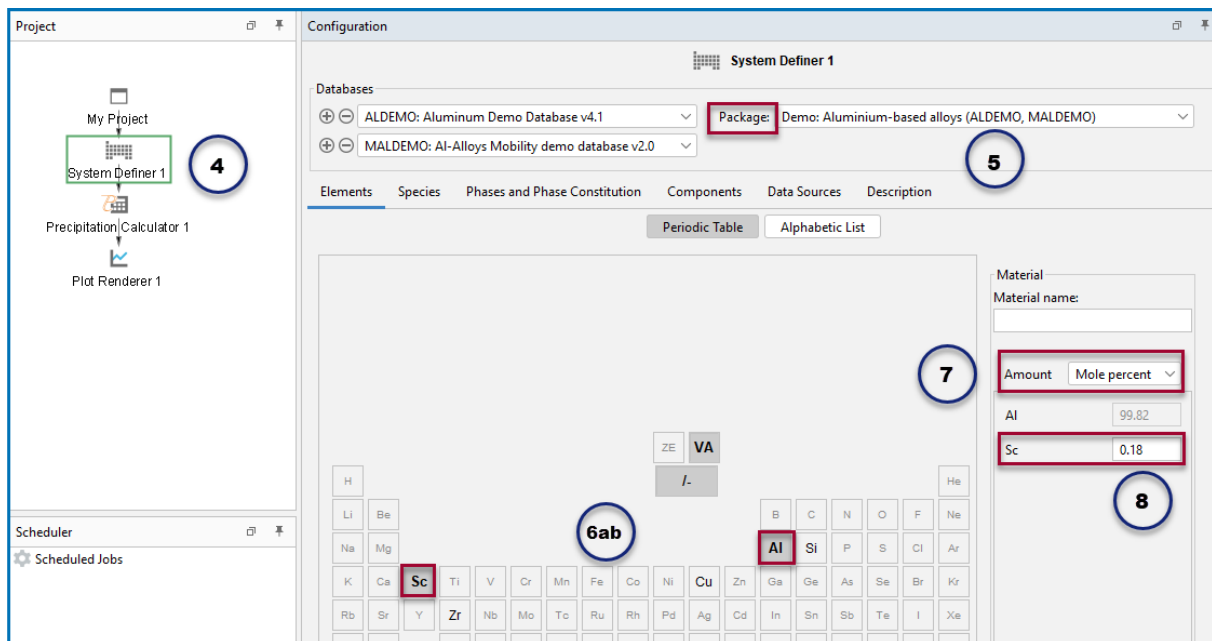 Project
My Project
System Definer 1
4
Precipitation Calculator 1
Plot Renderer 1
Scheduler
Scheduled Jobs
Configuration
System Definer 1
Databases
ALDEMO: Aluminum Demo Database v4.1
Package: Demo: Aluminium-based alloys (ALDEMO, MALDEMO)
MALDEMO: Al-Alloys Mobility demo database v2.0
5
Elements Species Phases and Phase Constitution Components Data Sources Description
Periodic Table Alphabetic List
ZE VA
/-
H He
Li Be B C N O F Ne
6ab
Na Mg Al Si P S Cl Ar
K Ca Sc Ti V Cr Mn Fe Co Ni Cu Zn Ga Ge As Se Br Kr
Rb Sr Y Zr Nb Mo Tc Ru Rh Pd Ag Cd In Sn Sb Te I Xe
Material
Material name:
7
Amount Mole percent
Al 99.82
Sc 0.18
8